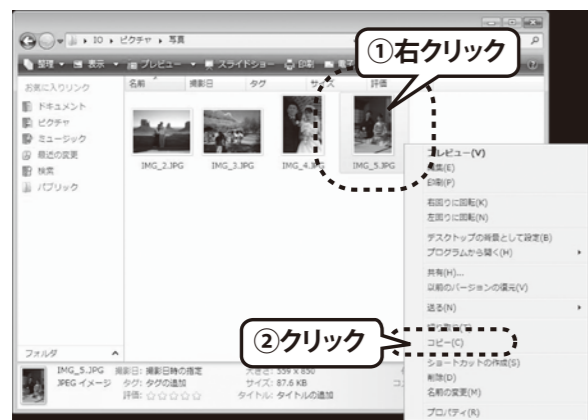 IO ▸ ピクチャ ▸ 写真
整理 表示 プレビュー スライドショー 印刷
①右クリック
お気に入りリンク
名前 撮影日 タグ サイズ 評価
ドキュメント
ピクチャ
ミュージック
最近の変更
検索
パブリック
IMG_2.JPG IMG_3.JPG IMG_4.JPG IMG_5.JPG
プレビュー(V)
編集(E)
印刷(P)
右回りに回転(K)
左回りに回転(N)
デスクトップの背景として設定(B)
プログラムから開く(H)
共有(H)...
以前のバージョンの復元(V)
送る(N)
②クリック
コピー(C)
ショートカットの作成(S)
削除(D)
名前の変更(M)
プロパティ(R)
フォルダ
IMG_5.JPG 撮影日: 撮影日時の指定 大きさ: 559 x 850
JPEG イメージ タグ: タグの追加 サイズ: 87.6 KB
評価: ☆☆☆☆☆ タイトル: タイトルの追加